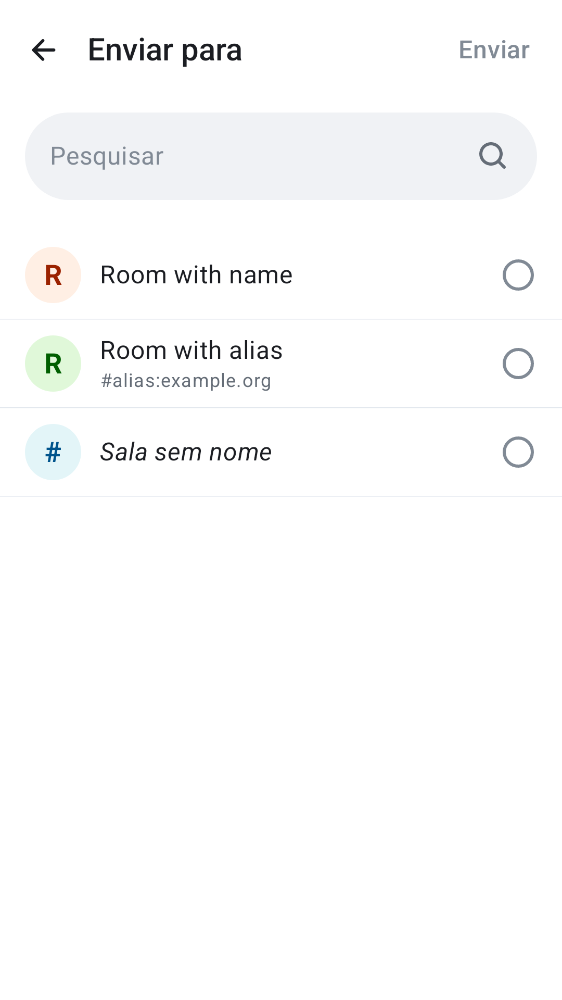 Enviar para
Enviar
Pesquisar
R
Room with name
R
Room with alias
#alias:example.org
#
Sala sem nome